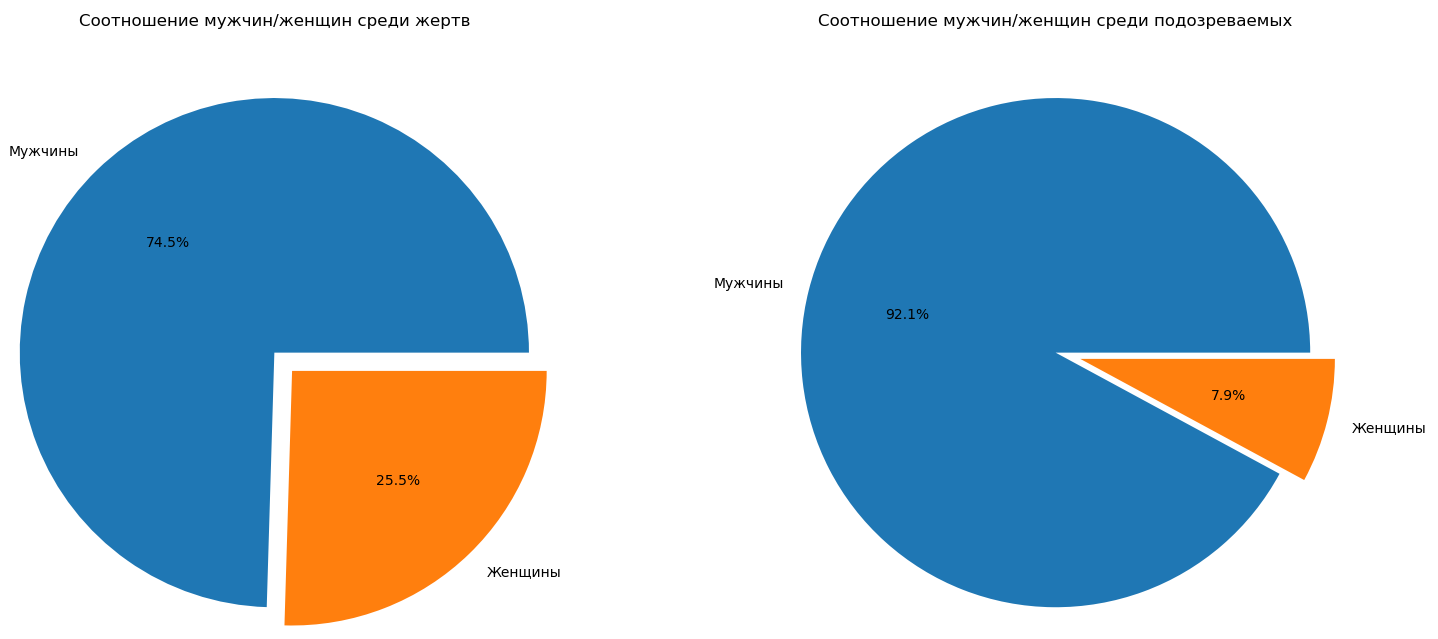 Соотношение мужчин/женщин среди жертв
Мужчины
74.5%
25.5%
Женщины
Соотношение мужчин/женщин среди подозреваемых
Мужчины
92.1%
7.9%
Женщины